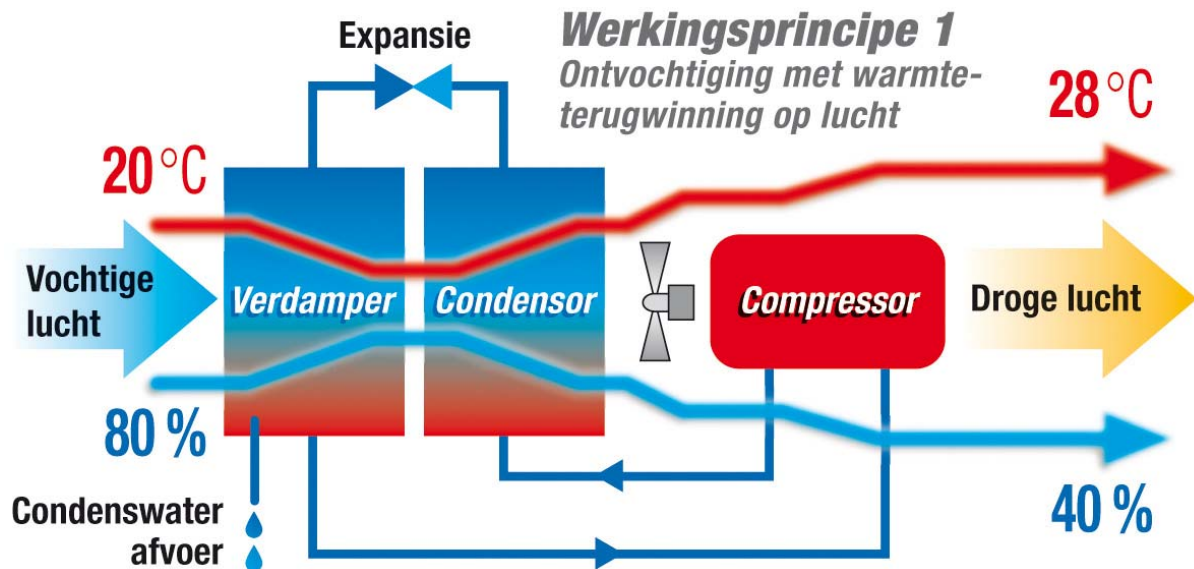 Expansie
Werkingsprincipe 1
Ontvochtiging met warmte-
terugwinning op lucht
28 °C
20 °C
Vochtige
lucht
Verdamper
Condensor
Compressor
Droge lucht
80 %
40 %
Condenswater
afvoer